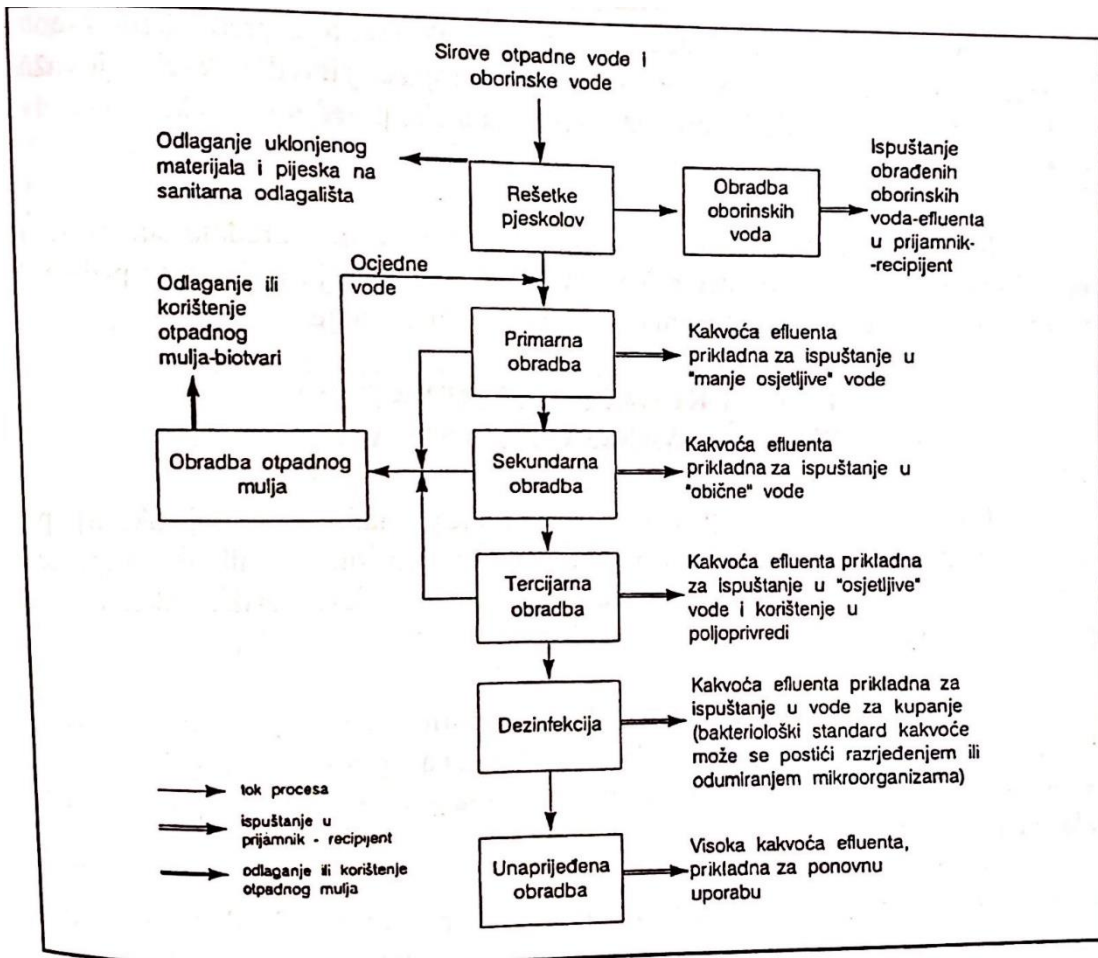 Sirove otpadne vode i
oborinske vode
Odlaganje uklonjenog
materijala i pijeska na
sanitarna odlagališta
Rešetke
pjeskolov
Obradba
oborinskih
voda
Ispuštanje
obrađenih
oborinskih
voda-efluenta
u prijamnik-
-recipijent
Ocjedne
vode
Odlaganje ili
korištenje
otpadnog
mulja-biotvari
Primarna
obradba
Kakvoća efluenta
prikladna za ispuštanje u
"manje osjetljive" vode
Obradba otpadnog
mulja
Sekundarna
obradba
Kakvoća efluenta
prikladna za ispuštanje u
"obične" vode
Tercijarna
obradba
Kakvoća efluenta prikladna
za ispuštanje u "osjetljive"
vode i korištenje u
poljoprivredi
Dezinfekcija
Kakvoća efluenta prikladna za
ispuštanje u vode za kupanje
(bakteriološki standard kakvoće
može se postići razrjeđenjem ili
odumiranjem mikroorganizama)
tok procesa
ispuštanje u
prijamnik - recipijent
odlaganje ili korištenje
otpadnog mulja
Unaprijeđena
obradba
Visoka kakvoća efluenta,
prikladna za ponovnu
uporabu